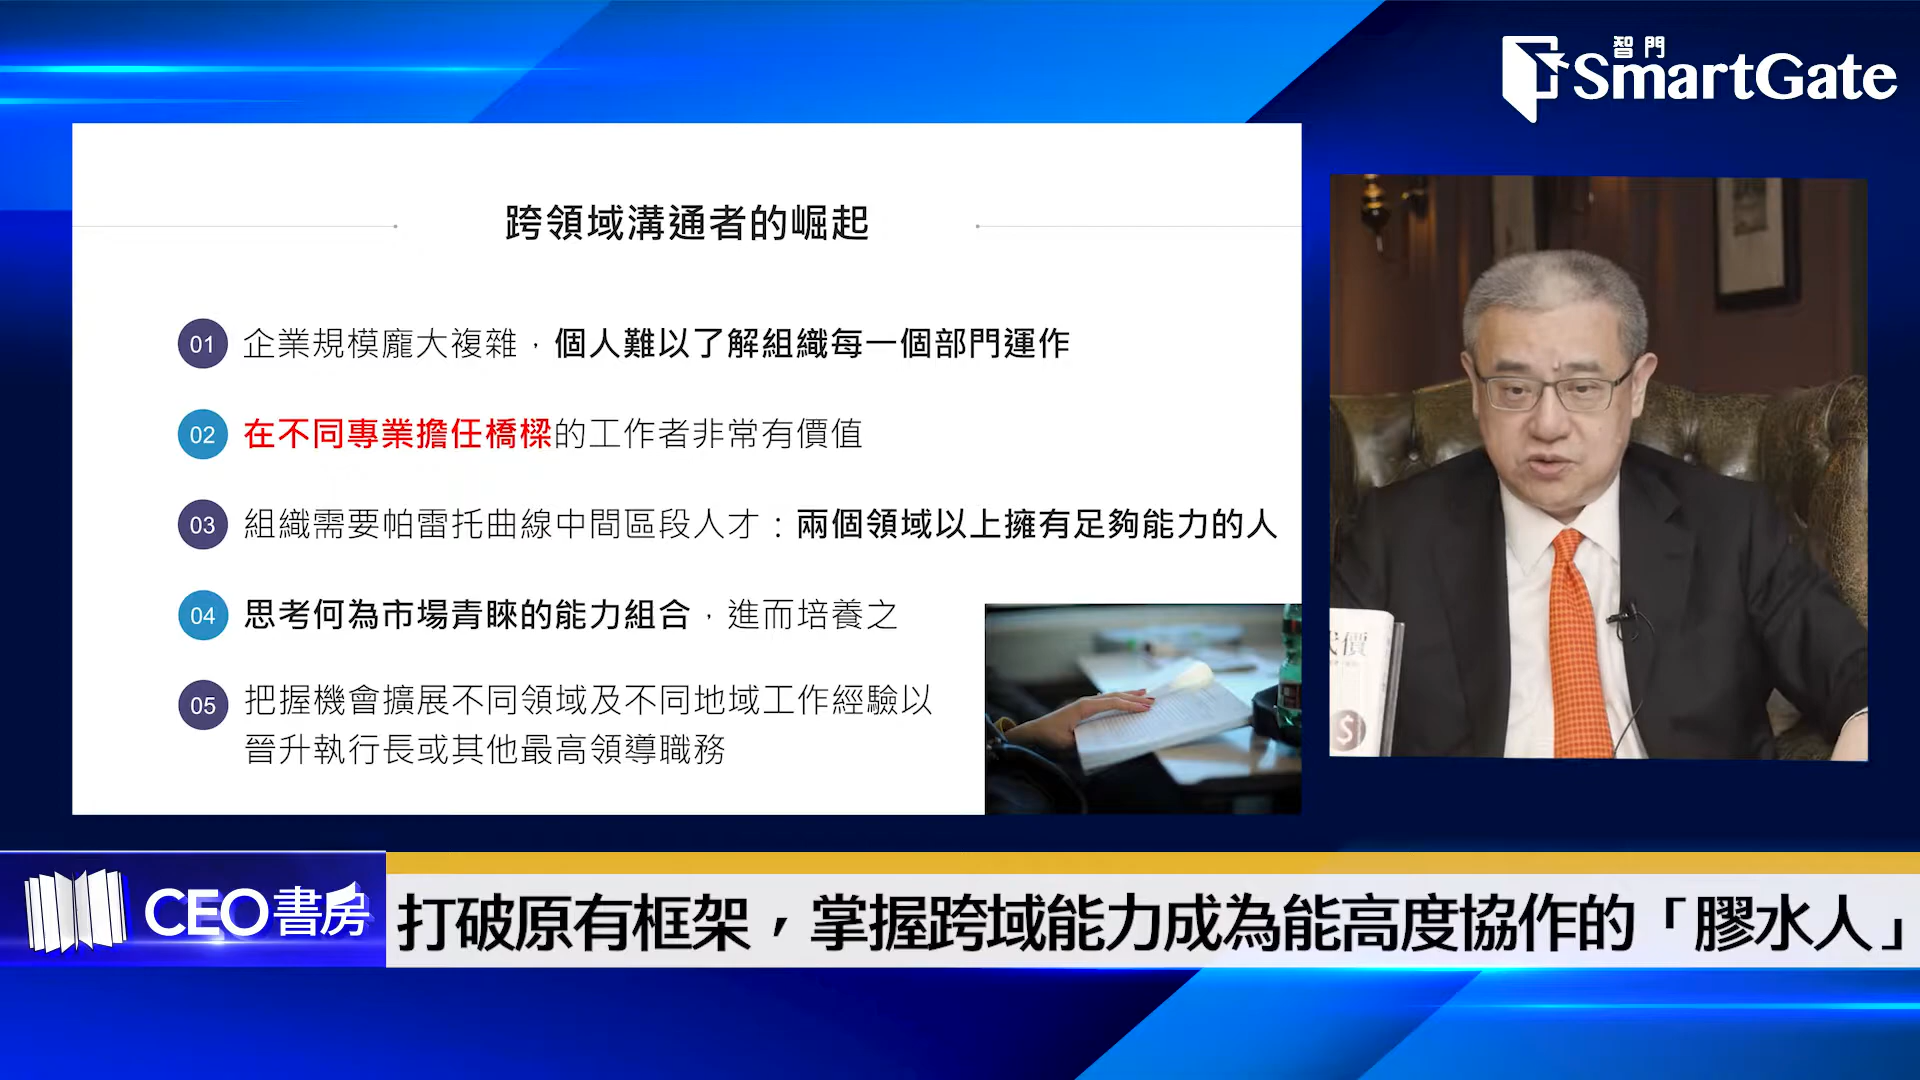 智門
SmartGate
跨領域溝通者的崛起
01 企業規模龐大複雜，個人難以了解組織每一個部門運作
02 在不同專業擔任橋樑的工作者非常有價值
03 組織需要帕雷托曲線中間區段人才：兩個領域以上擁有足夠能力的人
04 思考何為市場青睞的能力組合，進而培養之
05 把握機會擴展不同領域及不同地域工作經驗以
晉升執行長或其他最高領導職務
代價
$
CEO書房
打破原有框架，掌握跨域能力成為能高度協作的「膠水人」